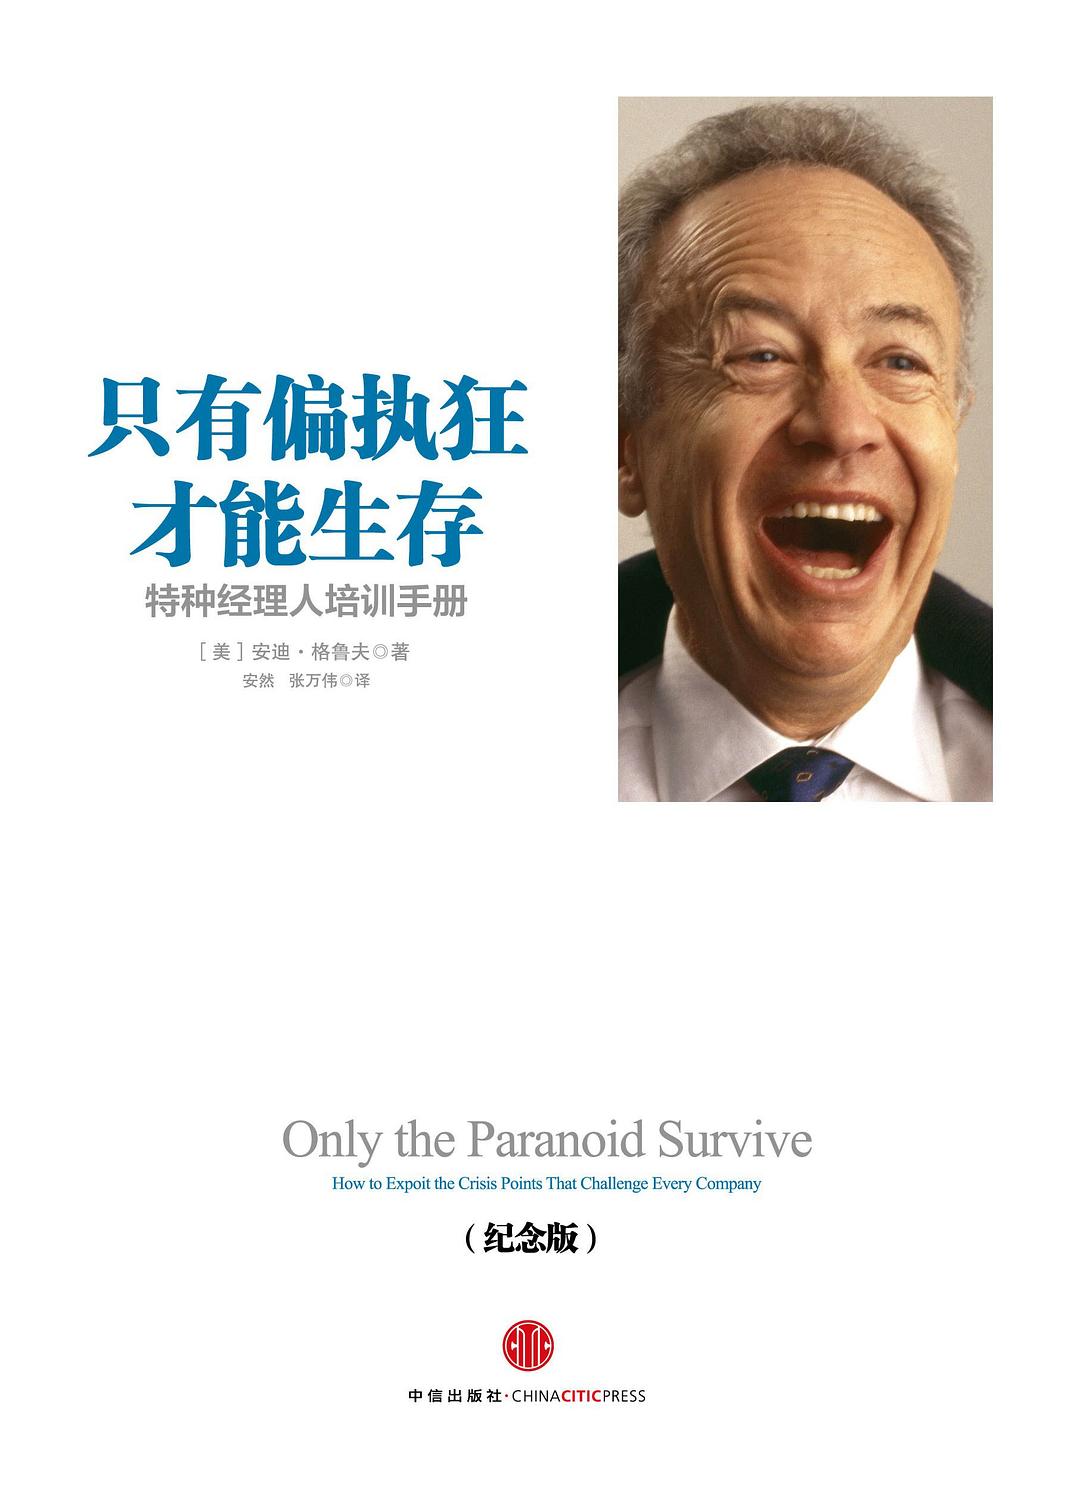 只有偏执狂
才能生存
特种经理人培训手册
［美］安迪·格鲁夫◎著
安然 张万伟◎译
Only the Paranoid Survive
How to Expoit the Crisis Points That Challenge Every Company
（纪念版）
中信出版社·CHINACITICPRESS